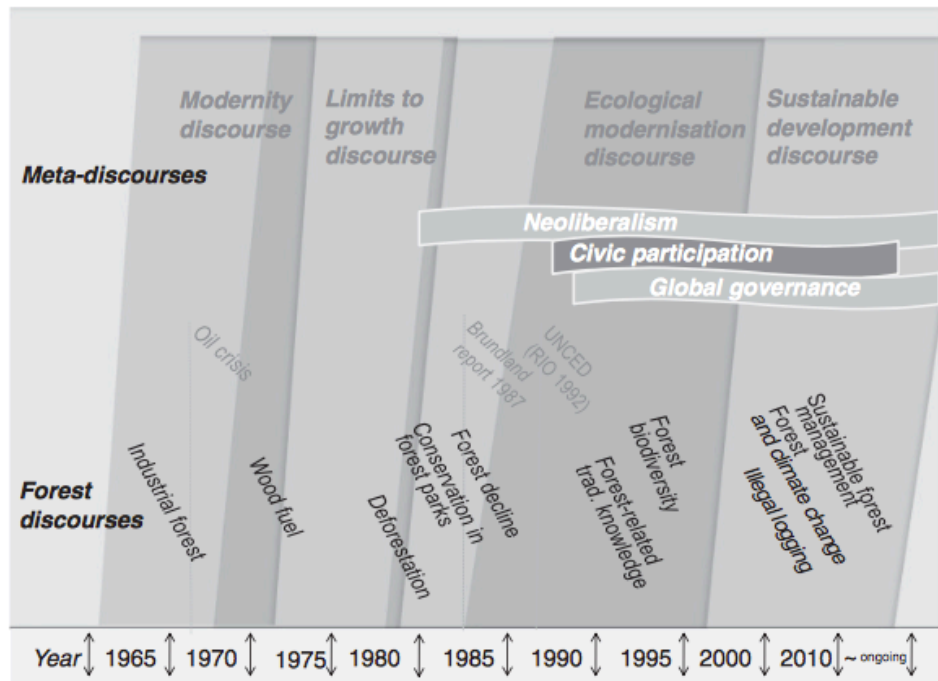 Modernity
discourse
Limits to
growth
discourse
Ecological
modernisation
discourse
Sustainable
development
discourse
Meta-discourses
Neoliberalism
Civic participation
Global governance
Oil crisis
Brundland
report 1987
UNCED
(RIO 1992)
Forest
discourses
Industrial forest
Wood fuel
Deforestation
Conservation in
forest parks
Forest decline
Forest
biodiversity
Forest-related
trad. knowledge
Sustainable forest
management
Forest
and climate change
Illegal logging
Year 1965 1970 1975 1980 1985 1990 1995 2000 2010 ~ ongoing